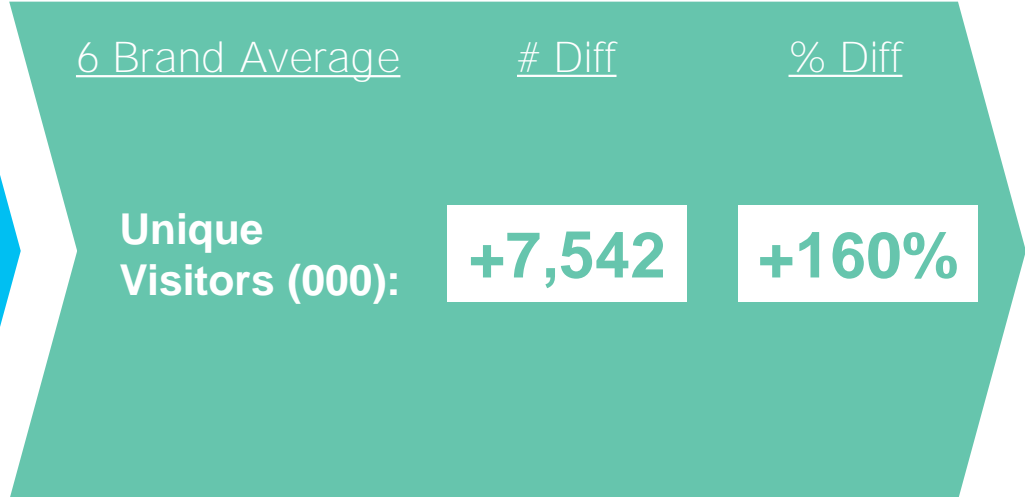 6 Brand Average # Diff % Diff
Unique
Visitors (000): +7,542 +160%